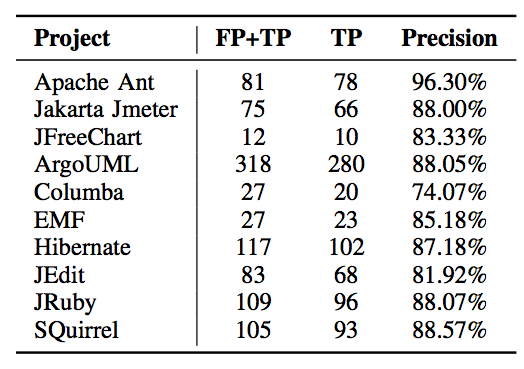 Project FP+TP TP Precision
Apache Ant 81 78 96.30%
Jakarta Jmeter 75 66 88.00%
JFreeChart 12 10 83.33%
ArgoUML 318 280 88.05%
Columba 27 20 74.07%
EMF 27 23 85.18%
Hibernate 117 102 87.18%
JEdit 83 68 81.92%
JRuby 109 96 88.07%
SQuirrel 105 93 88.57%